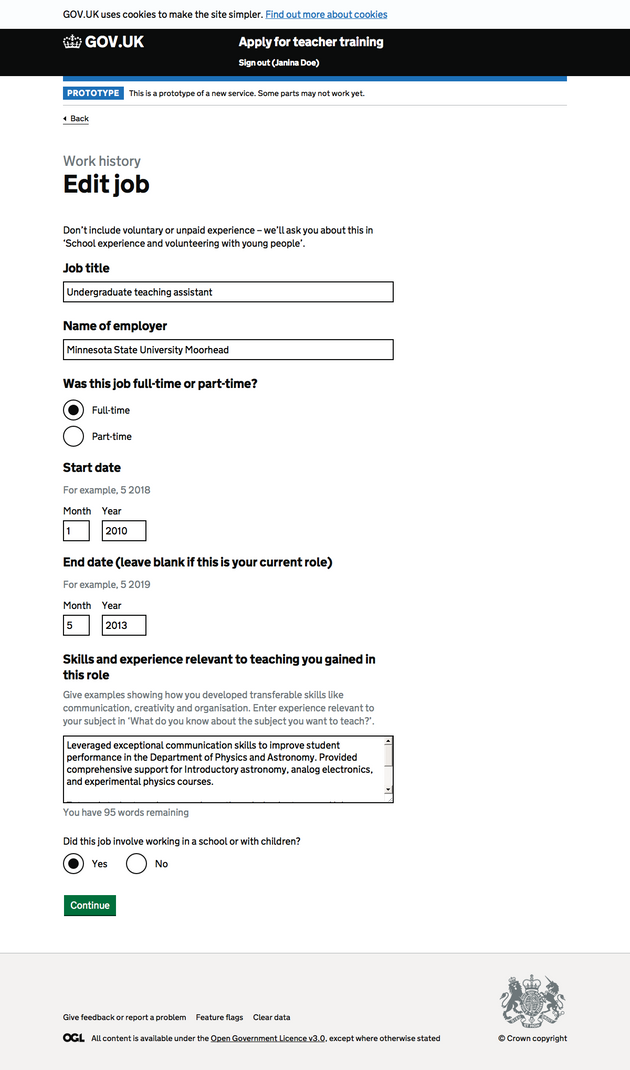 GOV.UK uses cookies to make the site simpler. Find out more about cookies
GOV.UK
Apply for teacher training
Sign out (Janina Doe)
PROTOTYPE This is a prototype of a new service. Some parts may not work yet.
Back
Work history
Edit job
Don’t include voluntary or unpaid experience – we’ll ask you about this in
‘School experience and volunteering with young people’.
Job title
Undergraduate teaching assistant
Name of employer
Minnesota State University Moorhead
Was this job full-time or part-time?
Full-time
Part-time
Start date
For example, 5 2018
Month Year
1 2010
End date (leave blank if this is your current role)
For example, 5 2019
Month Year
5 2013
Skills and experience relevant to teaching you gained in
this role
Give examples showing how you developed transferable skills like
communication, creativity and organisation. Enter experience relevant to
your subject in ‘What do you know about the subject you want to teach?’.
Leveraged exceptional communication skills to improve student
performance in the Department of Physics and Astronomy. Provided
comprehensive support for Introductory astronomy, analog electronics,
and experimental physics courses.
You have 95 words remaining
Did this job involve working in a school or with children?
Yes No
Continue
Give feedback or report a problem Feature flags Clear data
OGL All content is available under the Open Government Licence v3.0, except where otherwise stated
© Crown copyright